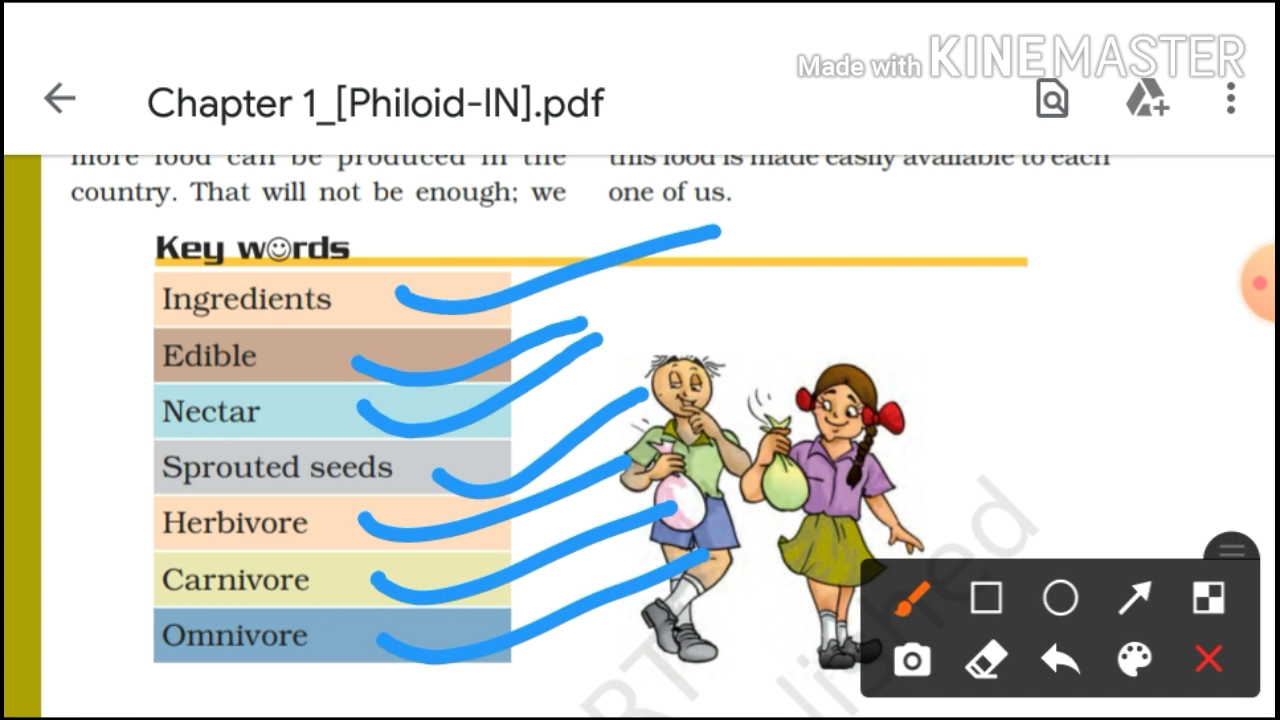 Made with KINEMASTER
Chapter 1_[Philoid-IN].pdf
more food can be produced in the
country. That will not be enough; we
this food is made easily available to each
one of us.
Key words
Ingredients
Edible
Nectar
Sprouted seeds
Herbivore
Carnivore
Omnivore